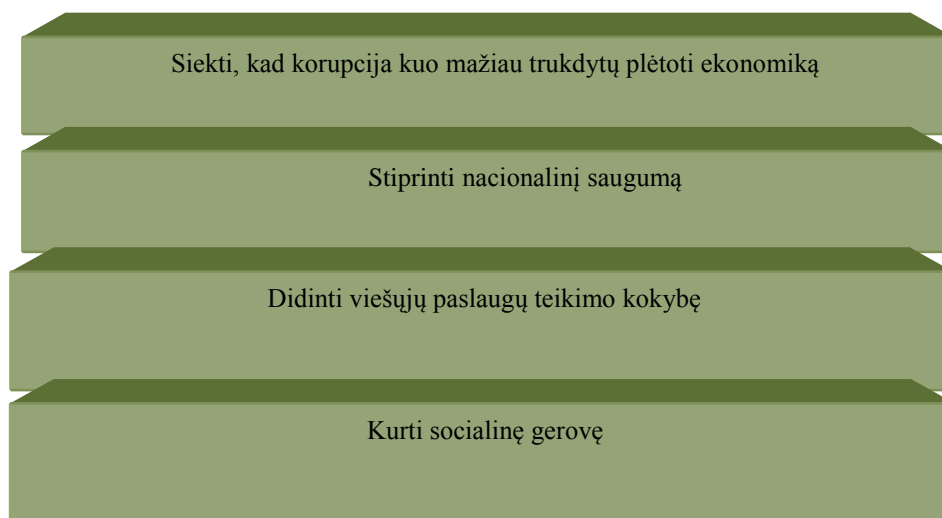 Siekti, kad korupcija kuo mažiau trukdytų plėtoti ekonomiką
Stiprinti nacionalinį saugumą
Didinti viešųjų paslaugų teikimo kokybę
Kurti socialinę gerovę